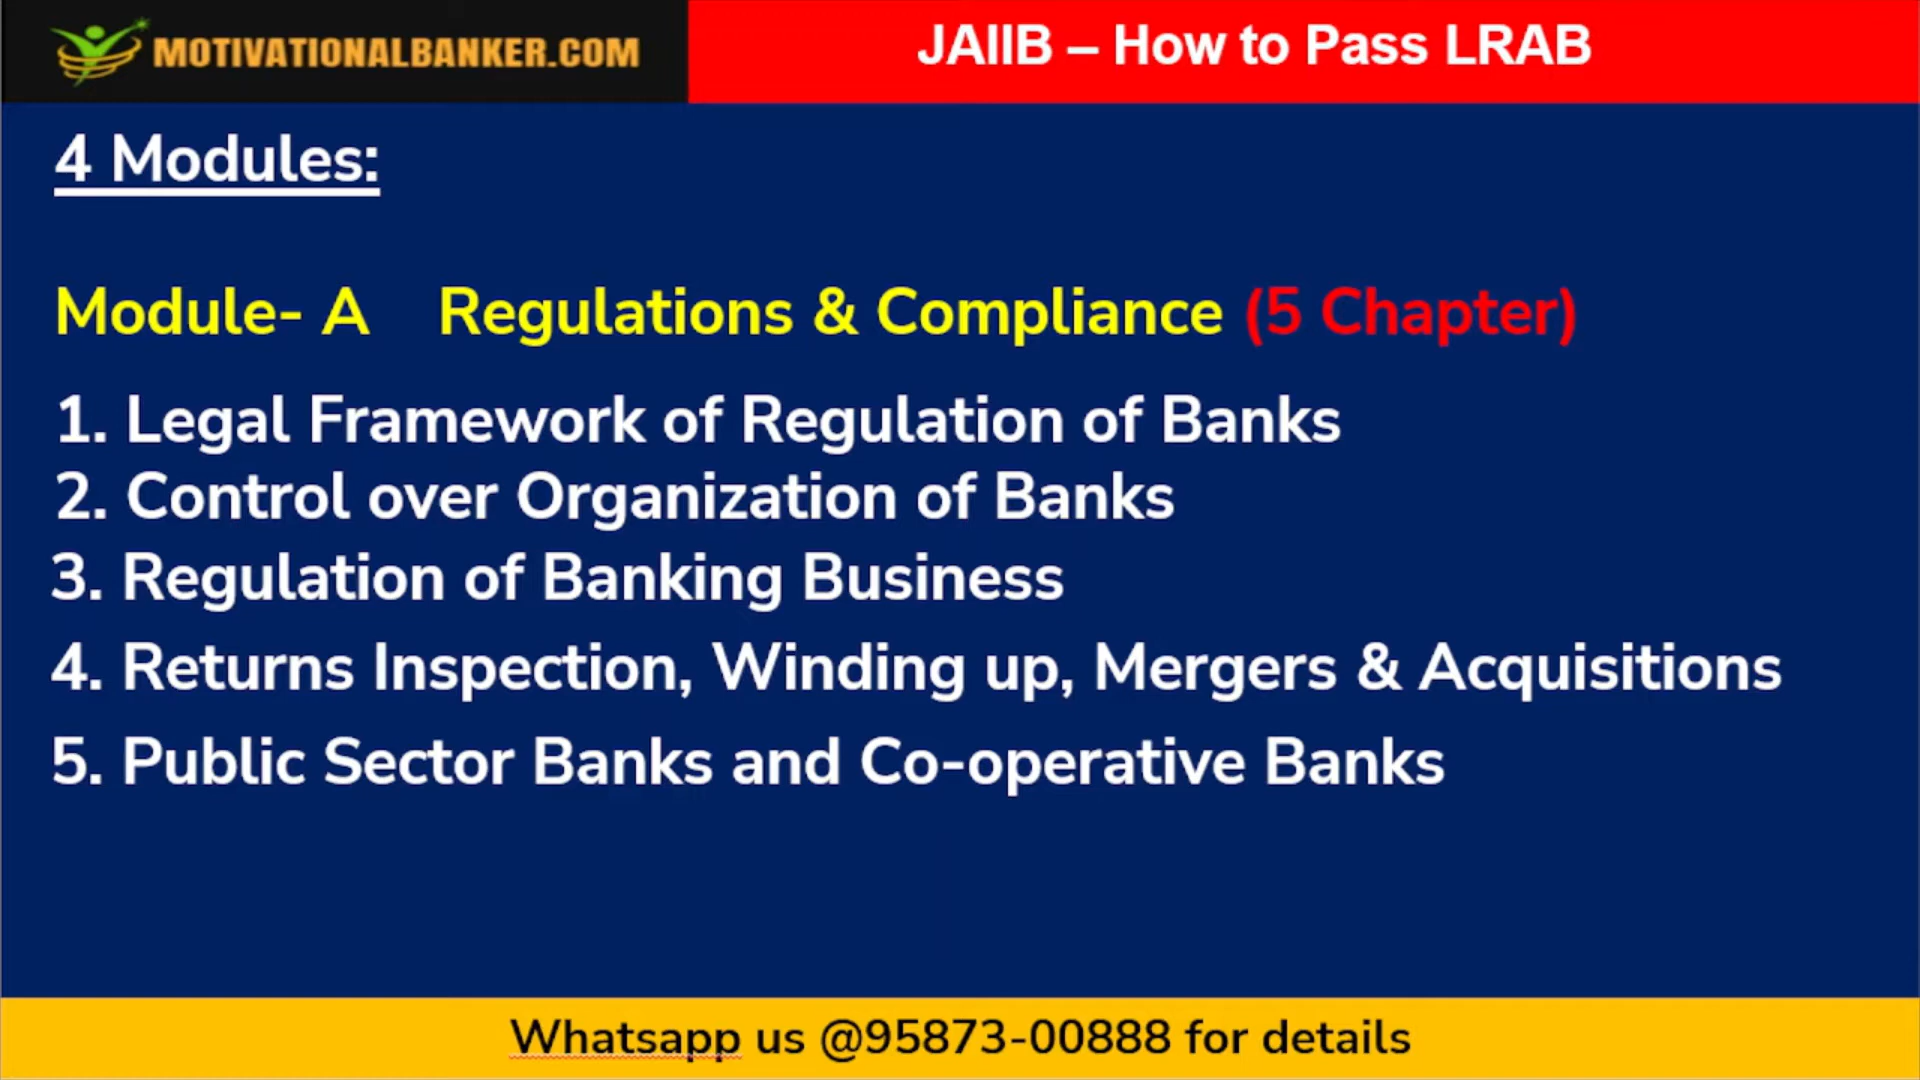 MOTIVATIONALBANKER.COM
JAIIB – How to Pass LRAB
4 Modules:
Module- A Regulations & Compliance (5 Chapter)
1. Legal Framework of Regulation of Banks
2. Control over Organization of Banks
3. Regulation of Banking Business
4. Returns Inspection, Winding up, Mergers & Acquisitions
5. Public Sector Banks and Co-operative Banks
Whatsapp us @95873-00888 for details